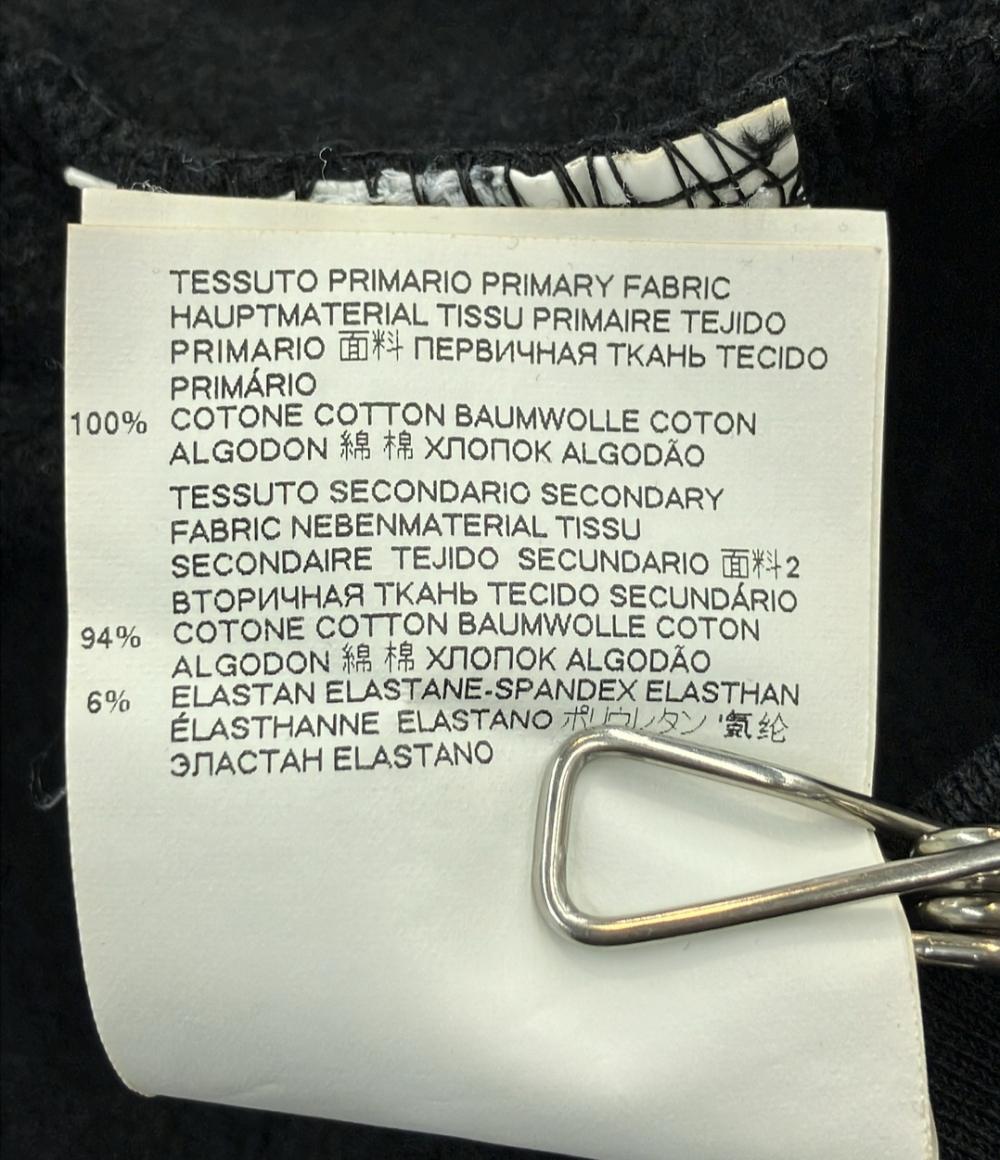 TESSUTO PRIMARIO PRIMARY FABRIC
HAUPTMATERIAL TISSU PRIMAIRE TEJIDO
PRIMARIO 面料 ПЕРВИЧНАЯ ТКАНЬ TECIDO
PRIMÁRIO
100% COTONE COTTON BAUMWOLLE COTON
ALGODON 綿 棉 ХЛОПОК ALGODÃO
TESSUTO SECONDARIO SECONDARY
FABRIC NEBENMATERIAL TISSU
SECONDAIRE TEJIDO SECUNDARIO 面料2
ВТОРИЧНАЯ ТКАНЬ TECIDO SECUNDÁRIO
94% COTONE COTTON BAUMWOLLE COTON
ALGODON 綿 棉 ХЛОПОК ALGODÃO
6% ELASTAN ELASTANE-SPANDEX ELASTHAN
ÉLASTHANNE ELASTANO ポリウレタン 氨纶
ЭЛАСТАН ELASTANO